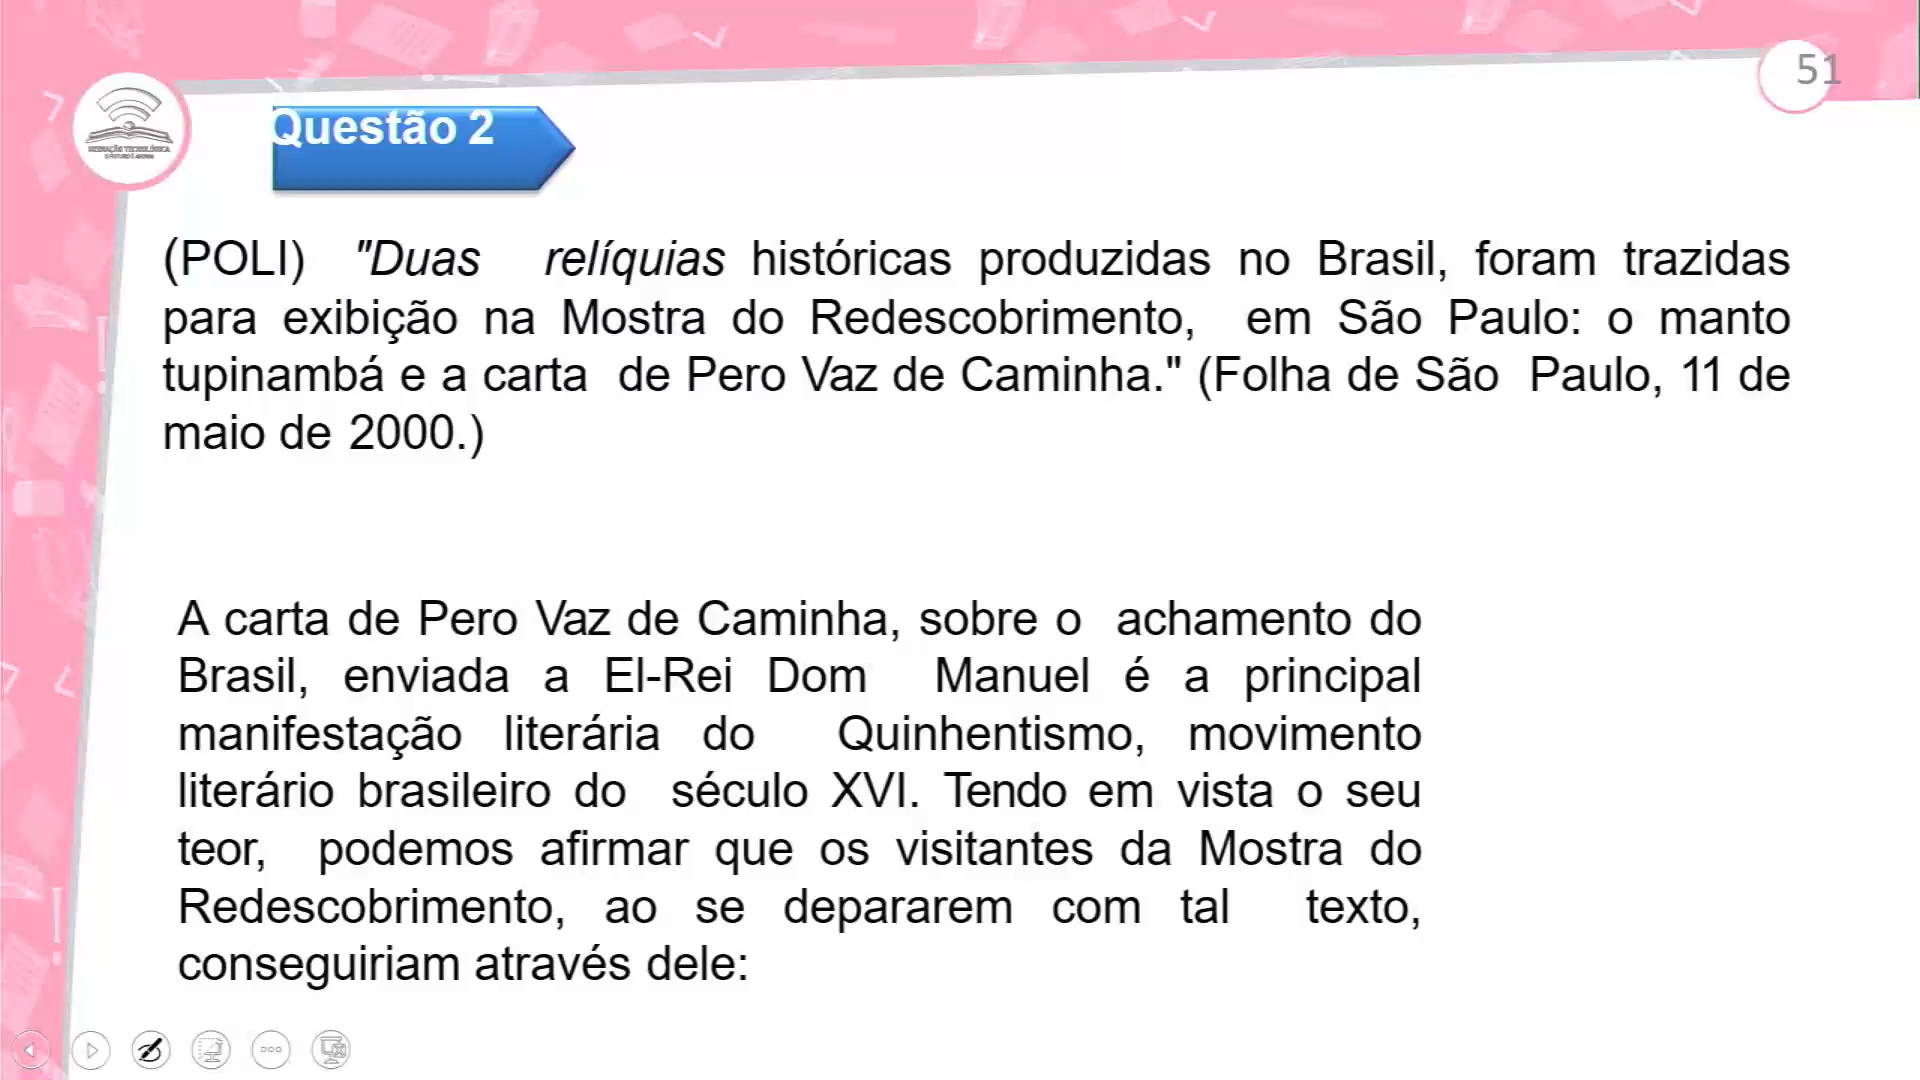 51
Questão 2
(POLI) "Duas relíquias históricas produzidas no Brasil, foram trazidas
para exibição na Mostra do Redescobrimento, em São Paulo: o manto
tupinambá e a carta de Pero Vaz de Caminha." (Folha de São Paulo, 11 de
maio de 2000.)
A carta de Pero Vaz de Caminha, sobre o achamento do
Brasil, enviada a El-Rei Dom Manuel é a principal
manifestação literária do Quinhentismo, movimento
literário brasileiro do século XVI. Tendo em vista o seu
teor, podemos afirmar que os visitantes da Mostra do
Redescobrimento, ao se depararem com tal texto,
conseguiriam através dele: